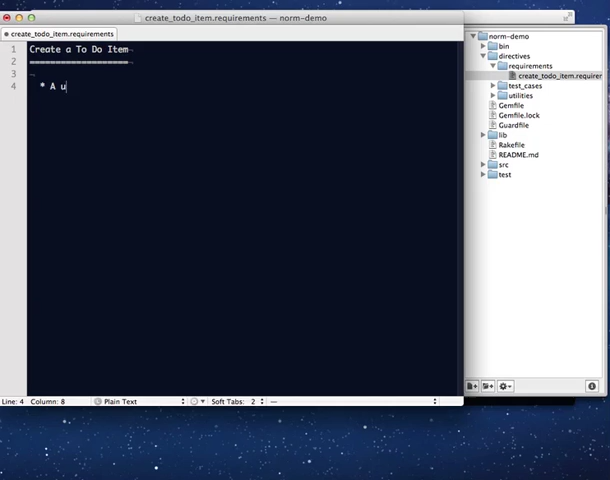 create_todo_item.requirements — norm-demo
create_todo_item.requirements
1 Create a To Do Item
2 ===================
3
4 * A u
Line: 4 Column: 8 Plain Text Soft Tabs: 2 —
norm-demo
bin
directives
requirements
create_todo_item.requirer
test_cases
utilities
Gemfile
Gemfile.lock
Guardfile
lib
Rakefile
README.md
src
test